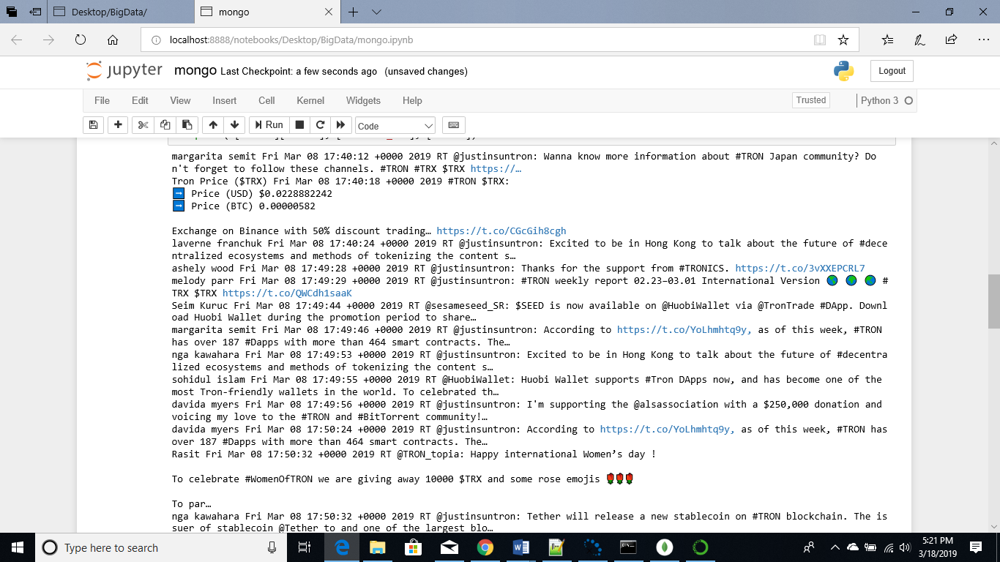 Desktop/BigData/
mongo
localhost:8888/notebooks/Desktop/BigData/mongo.ipynb
jupyter mongo Last Checkpoint: a few seconds ago (unsaved changes)
Logout
File Edit View Insert Cell Kernel Widgets Help
Trusted
Python 3
Run
Code
margarita semit Fri Mar 08 17:40:12 +0000 2019 RT @justinsuntron: Wanna know more information about #TRON Japan community? Do
n't forget to follow these channels. #TRON #TRX $TRX https://…
Tron Price ($TRX) Fri Mar 08 17:40:18 +0000 2019 #TRON $TRX:
➡ Price (USD) $0.0228882242
➡ Price (BTC) 0.00000582
Exchange on Binance with 50% discount trading… https://t.co/CGcGih8cgh
laverne franchuk Fri Mar 08 17:40:24 +0000 2019 RT @justinsuntron: Excited to be in Hong Kong to talk about the future of #dece
ntralized ecosystems and methods of tokenizing the content s…
ashely wood Fri Mar 08 17:49:28 +0000 2019 RT @justinsuntron: Thanks for the support from #TRONICS. https://t.co/3vXXEPCRL7
melody parr Fri Mar 08 17:49:29 +0000 2019 RT @justinsuntron: #TRON weekly report 02.23–03.01 International Version 🌏 🌏 🌏 #
TRX $TRX https://t.co/QWCdh1saaK
Seim Kuruc Fri Mar 08 17:49:44 +0000 2019 RT @sesameseed_SR: $SEED is now available on @HuobiWallet via @TronTrade #DApp. Downl
oad Huobi Wallet during the promotion period to share…
margarita semit Fri Mar 08 17:49:46 +0000 2019 RT @justinsuntron: According to https://t.co/YoLhmhtq9y, as of this week, #TRON
has over 187 #Dapps with more than 464 smart contracts. The…
nga kawahara Fri Mar 08 17:49:53 +0000 2019 RT @justinsuntron: Excited to be in Hong Kong to talk about the future of #decentra
lized ecosystems and methods of tokenizing the content s…
sohidul islam Fri Mar 08 17:49:55 +0000 2019 RT @HuobiWallet: Huobi Wallet supports #Tron DApps now, and has become one of the
most Tron-friendly wallets in the world. To celebrated th…
davida myers Fri Mar 08 17:49:56 +0000 2019 RT @justinsuntron: I'm supporting the @alsassociation with a $250,000 donation and
voicing my love to the #TRON and #BitTorrent community!…
davida myers Fri Mar 08 17:50:24 +0000 2019 RT @justinsuntron: According to https://t.co/YoLhmhtq9y, as of this week, #TRON has
over 187 #Dapps with more than 464 smart contracts. The…
Rasit Fri Mar 08 17:50:32 +0000 2019 RT @TRON_topia: Happy international Women’s day !
To celebrate #WomenOfTRON we are giving away 10000 $TRX and some rose emojis 🌹🌹🌹
To par…
nga kawahara Fri Mar 08 17:50:32 +0000 2019 RT @justinsuntron: Tether will release a new stablecoin on #TRON blockchain. The is
suer of stablecoin @Tether_to and one of the largest blo…
Type here to search
5:21 PM
3/18/2019